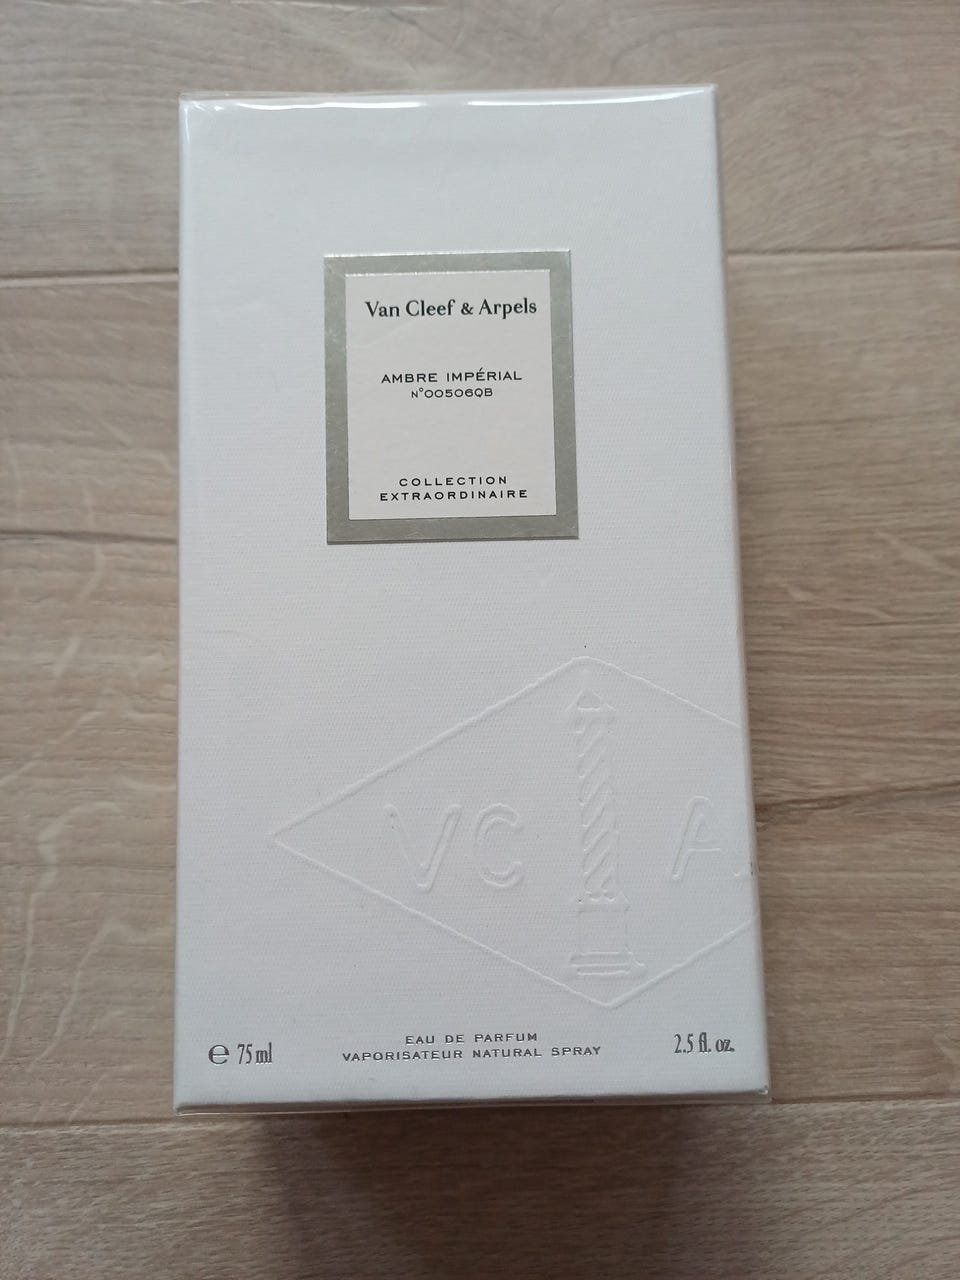 Van Cleef & Arpels
AMBRE IMPÉRIAL
N°00506QB
COLLECTION
EXTRAORDINAIRE
VC A
℮ 75 ml
EAU DE PARFUM
VAPORISATEUR NATURAL SPRAY
2.5 fl. oz.